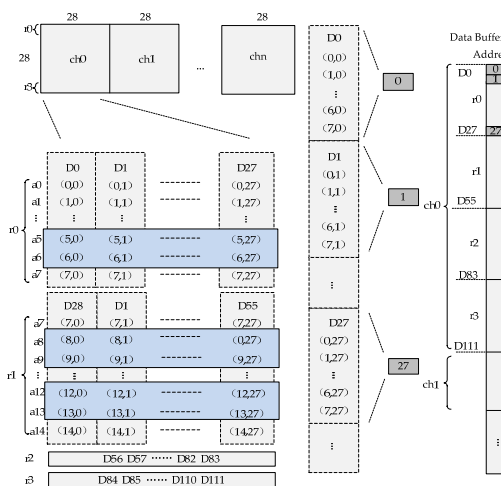 28 28 28
r0
28 ch0 ch1 ... chn
r3
D0 D1 D27
a0 (0,0) (0,1) (0,27)
a1 (1,0) (1,1) (1,27)
r0
a5 (5,0) (5,1) (5,27)
a6 (6,0) (6,1) (6,27)
a7 (7,0) (7,1) (7,27)
D28 D1 D55
a7 (7,0) (7,1) (7,27)
a8 (8,0) (8,1) (0,27)
a9 (9,0) (9,1) (9,27)
r1
a12 (12,0) (12,1) (12,27)
a13 (13,0) (13,1) (13,27)
a14 (14,0) (14,1) (14,27)
r2 D56 D57 ······ D82 D83
r3 D84 D85 ······ D110 D111
D0
(0,0)
(1,0)
(6,0)
(7,0)
0
D1
(0,1)
(1,1)
(6,1)
(7,1)
1
D27
(0,27)
(1,27)
(6,27)
(7,27)
27
Data Buffe
Addre
D0 0
1
r0
D27 27
r1
ch0
D55
r2
D83
r3
D111
ch1